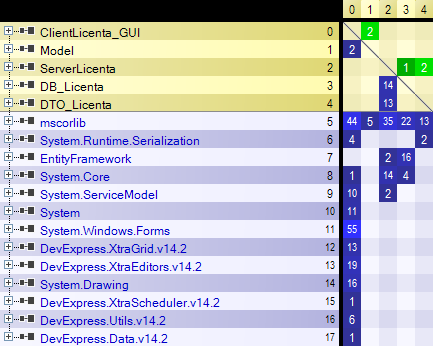 0 1 2 3 4
ClientLicenta_GUI 0 2
Model 1 2
ServerLicenta 2 1 2
DB_Licenta 3 14
DTO_Licenta 4 13
mscorlib 5 44 5 35 22 13
System.Runtime.Serialization 6 4 2
EntityFramework 7 2 16
System.Core 8 1 14 4
System.ServiceModel 9 10 2
System 10 11
System.Windows.Forms 11 55
DevExpress.XtraGrid.v14.2 12 13
DevExpress.XtraEditors.v14.2 13 19
System.Drawing 14 16
DevExpress.XtraScheduler.v14.2 15 1
DevExpress.Utils.v14.2 16 6
DevExpress.Data.v14.2 17 1